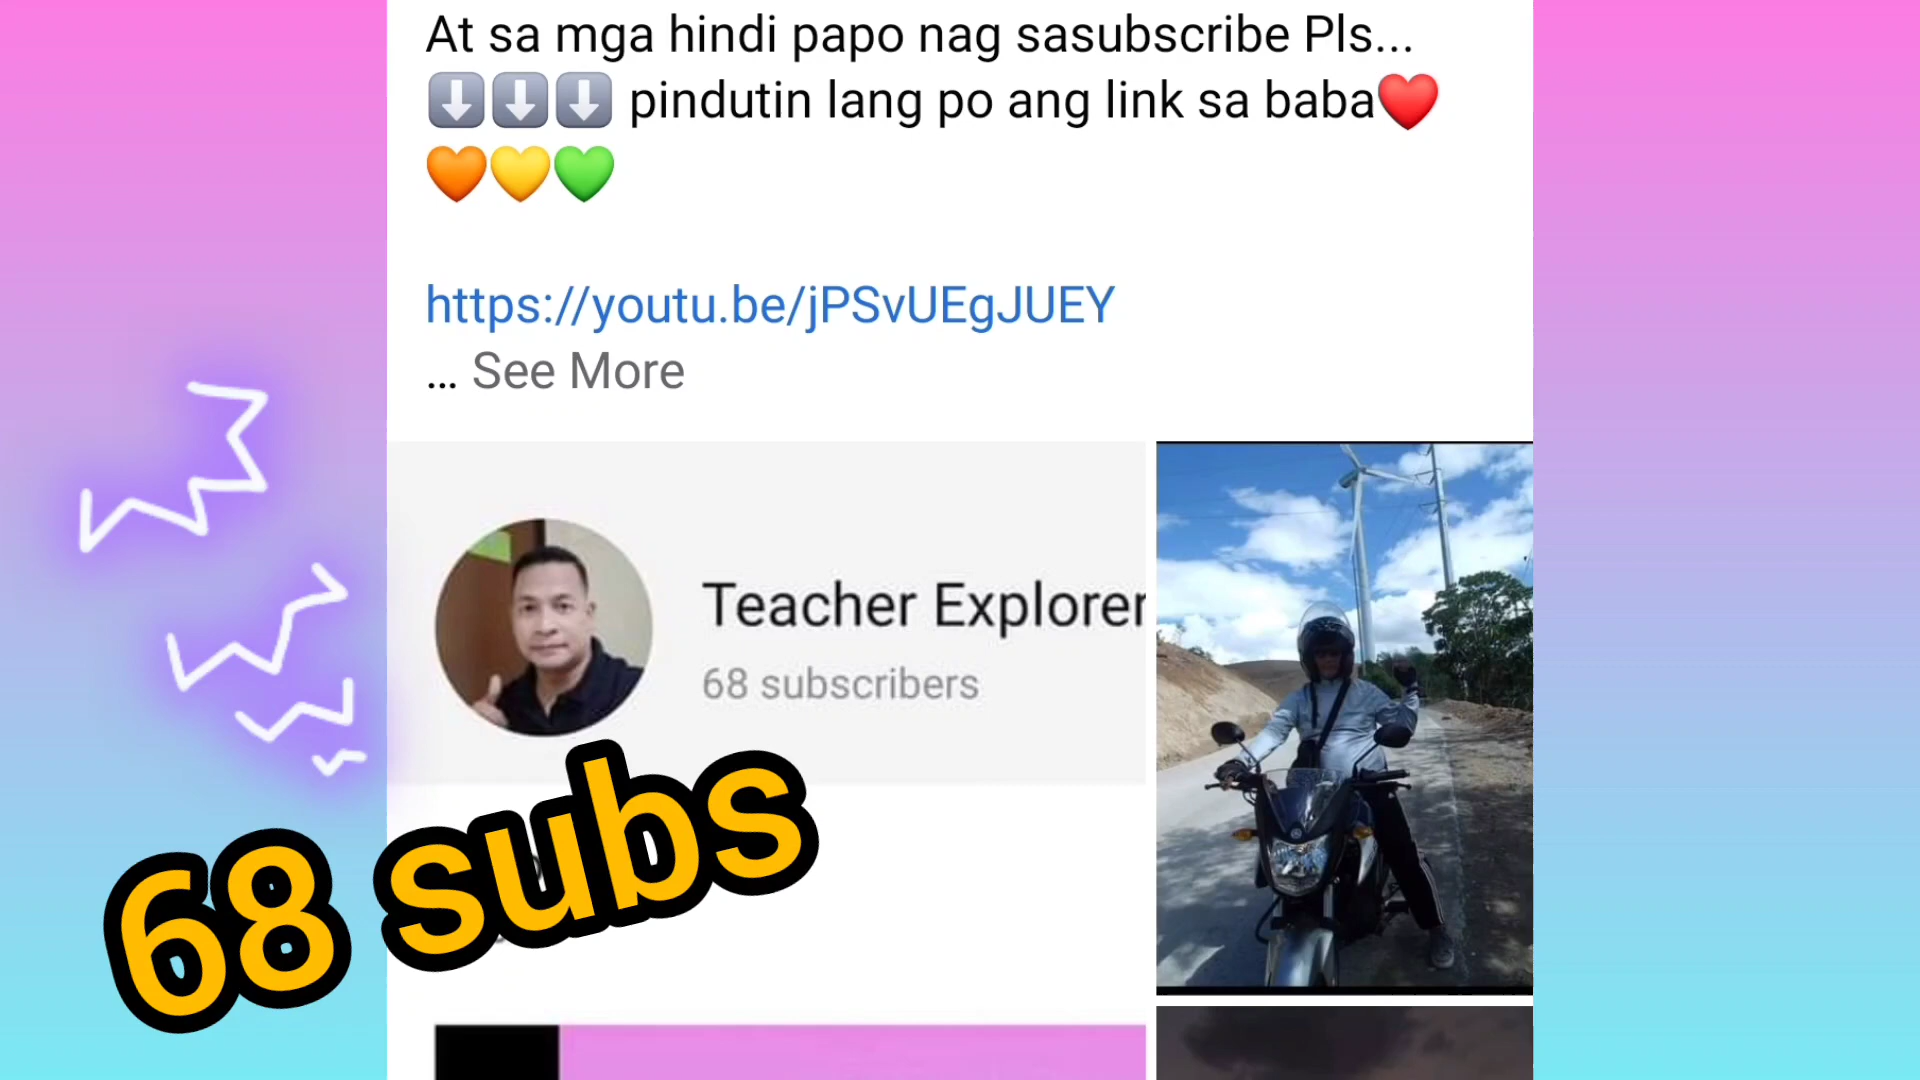 At sa mga hindi papo nag sasubscribe Pls...
⬇️⬇️⬇️ pindutin lang po ang link sa baba❤️
🧡💛💚
https://youtu.be/jPSvUEgJUEY
... See More
Teacher Explorer
68 subscribers
68 subs